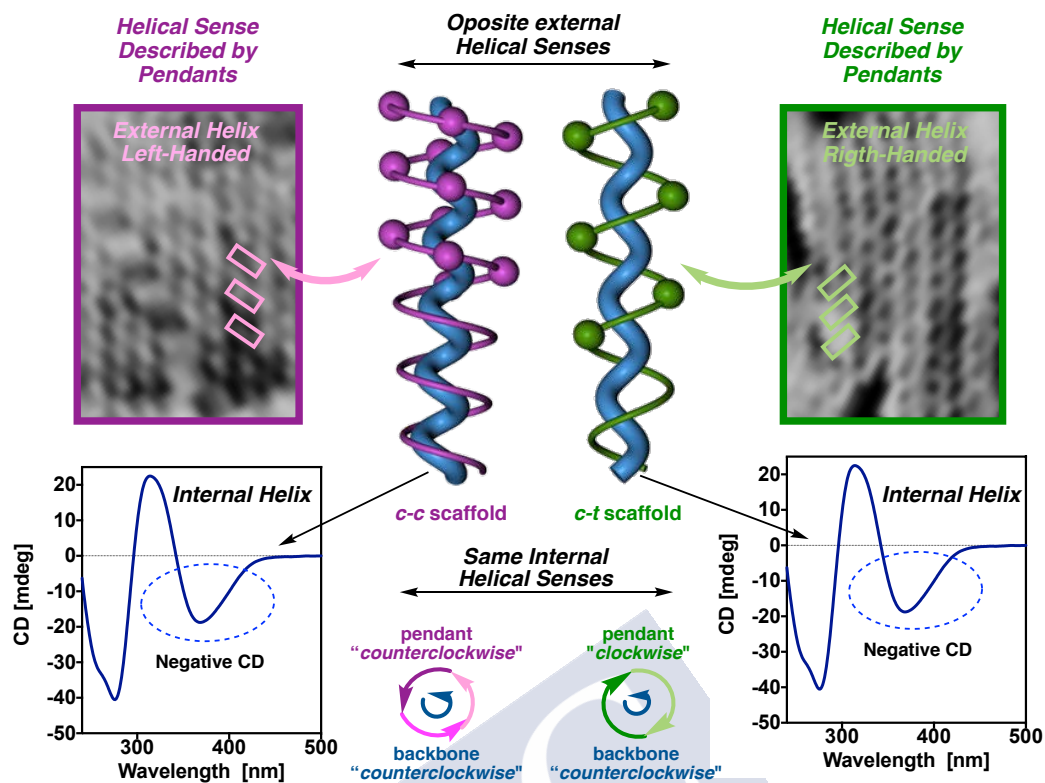 Helical Sense
Described by
Pendants
Oposite external
Helical Senses
Helical Sense
Described by
Pendants
External Helix
Left-Handed
External Helix
Rigth-Handed
c-c scaffold
c-t scaffold
CD [mdeg]
20
10
0
-10
-20
-30
-40
-50
Internal Helix
Negative CD
300
400
500
Wavelength [nm]
Same Internal
Helical Senses
pendant
“counterclockwise"
backbone
“counterclockwise”
pendant
"clockwise"
backbone
“counterclockwise"
CD [mdeg]
20
10
0
-10
-20
-30
-40
-50
Internal Helix
Negative CD
300
400
500
Wavelength [nm]